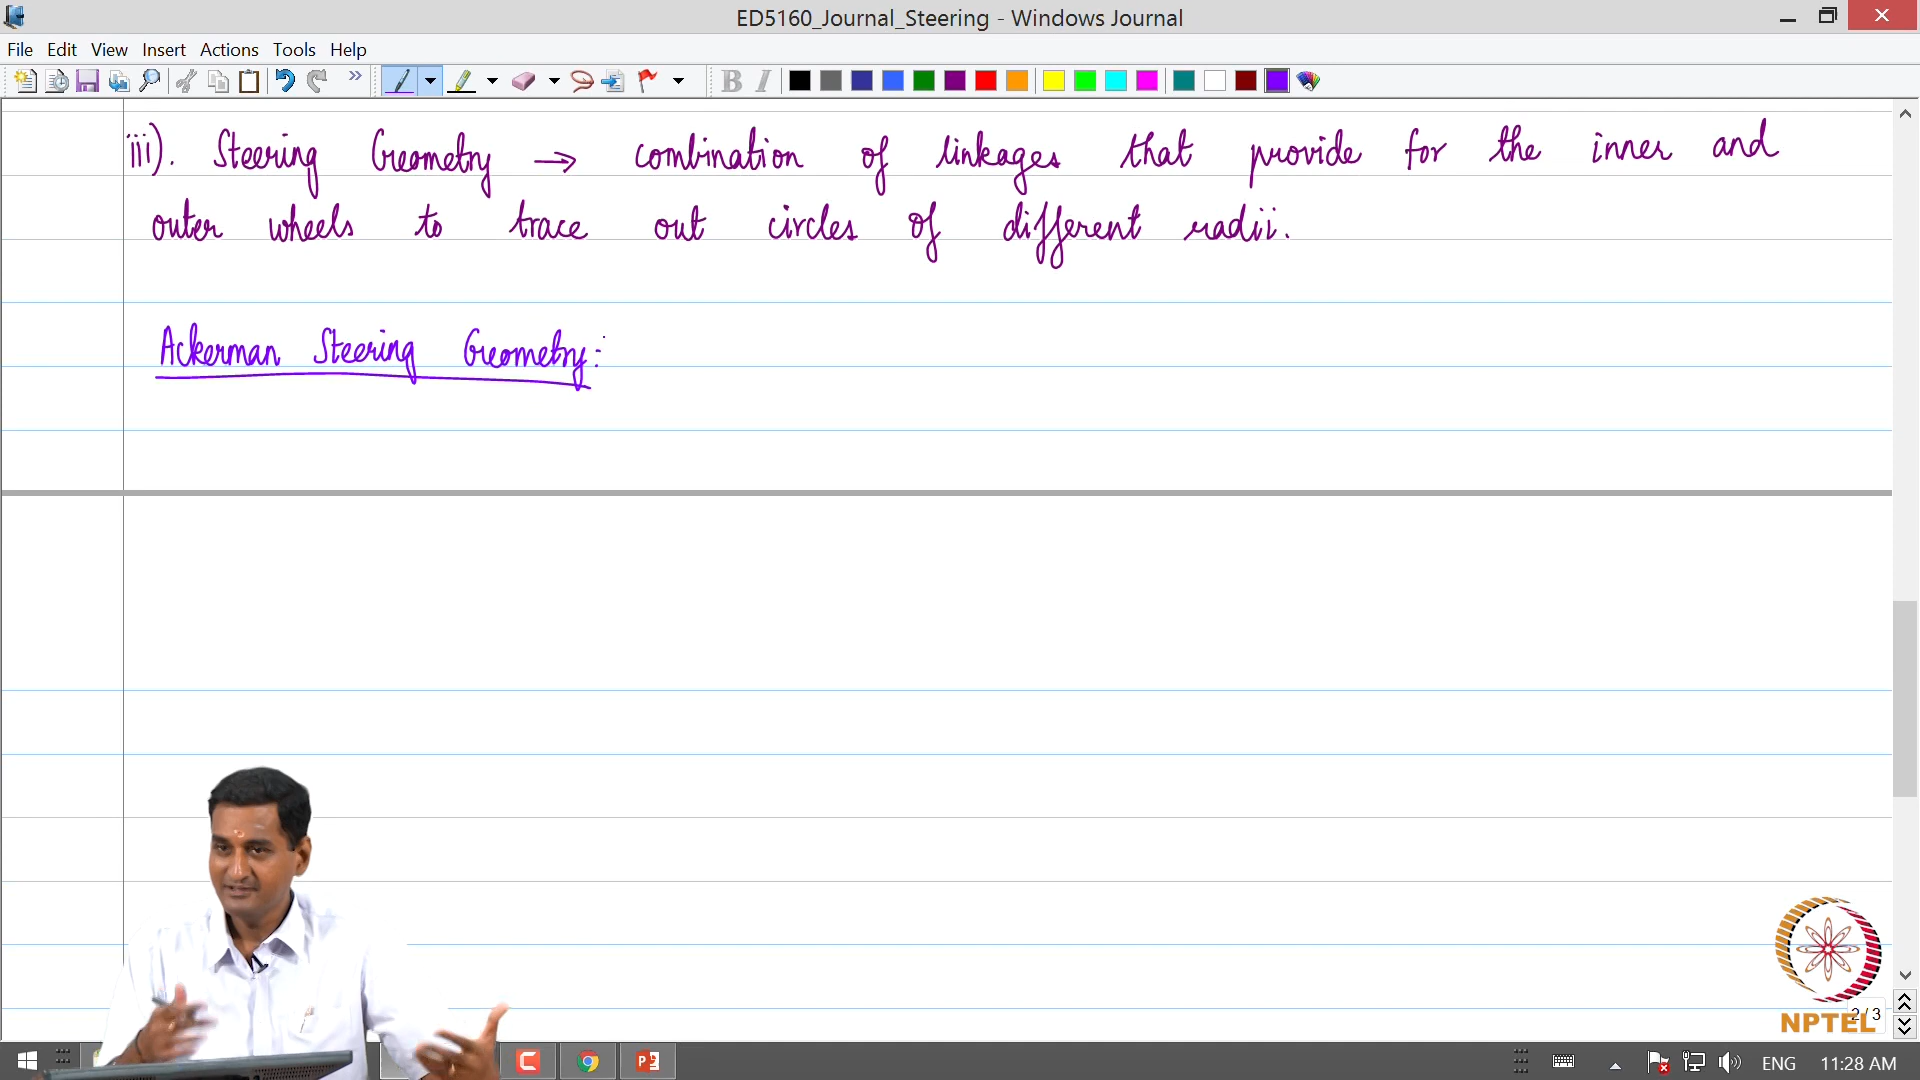 ED5160_Journal_Steering - Windows Journal
File Edit View Insert Actions Tools Help
B I
iii). Steering Geometry → combination of linkages that provide for the inner and
outer wheels to trace out circles of different radii.
Ackerman Steering Geometry:
NPTEL
2 / 3
ENG 11:28 AM